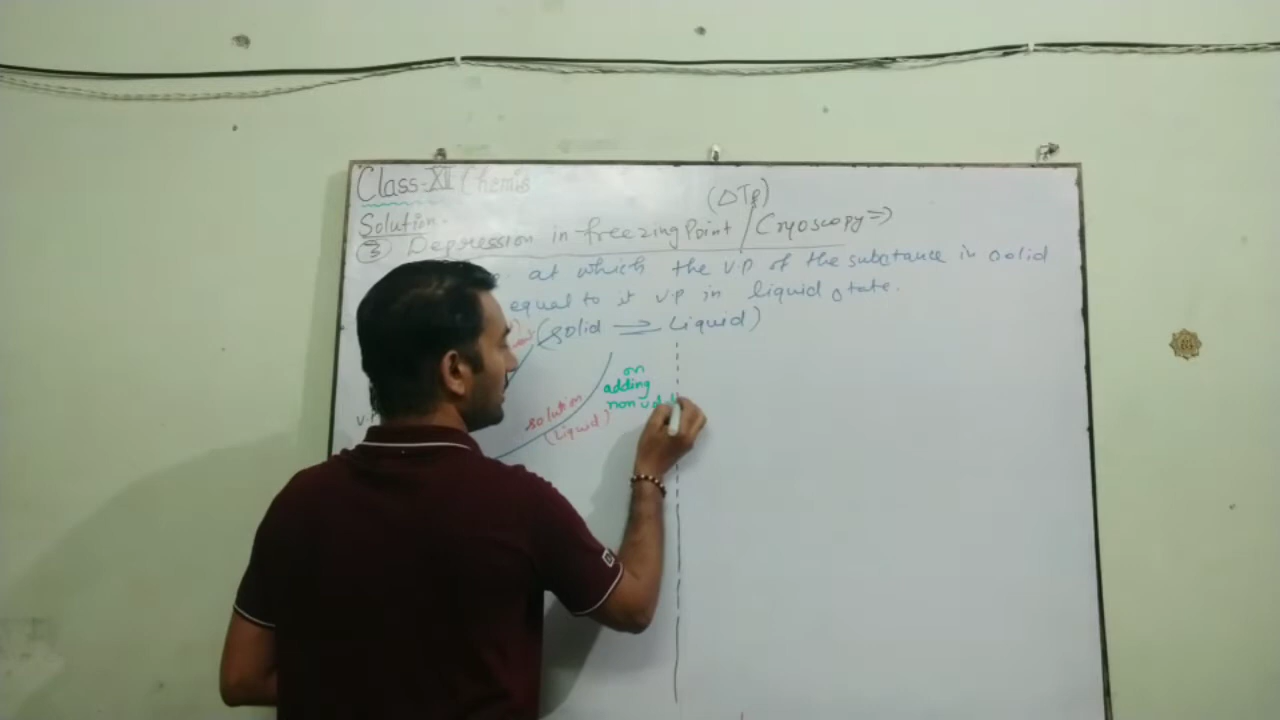 Class-XII Chemis
Solution.
(ΔTf)
③ Depression in freezing Point / Cryoscopy ⇒
at which the V.P of the substance in solid
equal to it V.P in liquid state.
(solid ⇌ Liquid)
on
adding
non
solution
(Liquid)